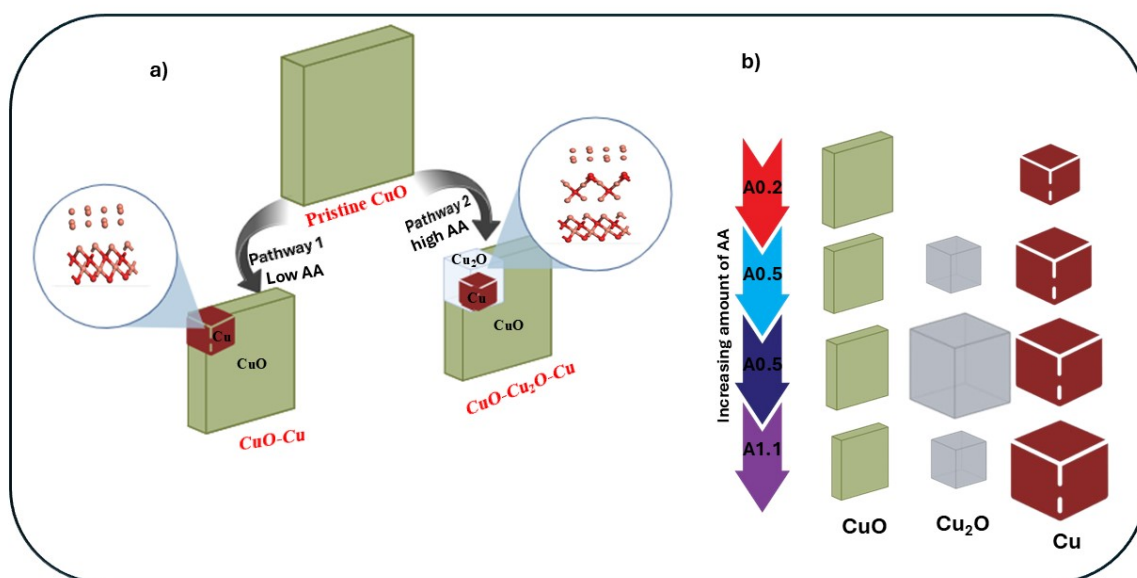 a)
Pristine CuO
Pathway 1
Low AA
Pathway 2
high AA
Cu
CuO
CuO-Cu
Cu₂O
Cu
CuO
CuO-Cu₂O-Cu
b)
Increasing amount of AA
A0.2
A0.5
A0.5
A1.1
CuO
Cu₂O
Cu